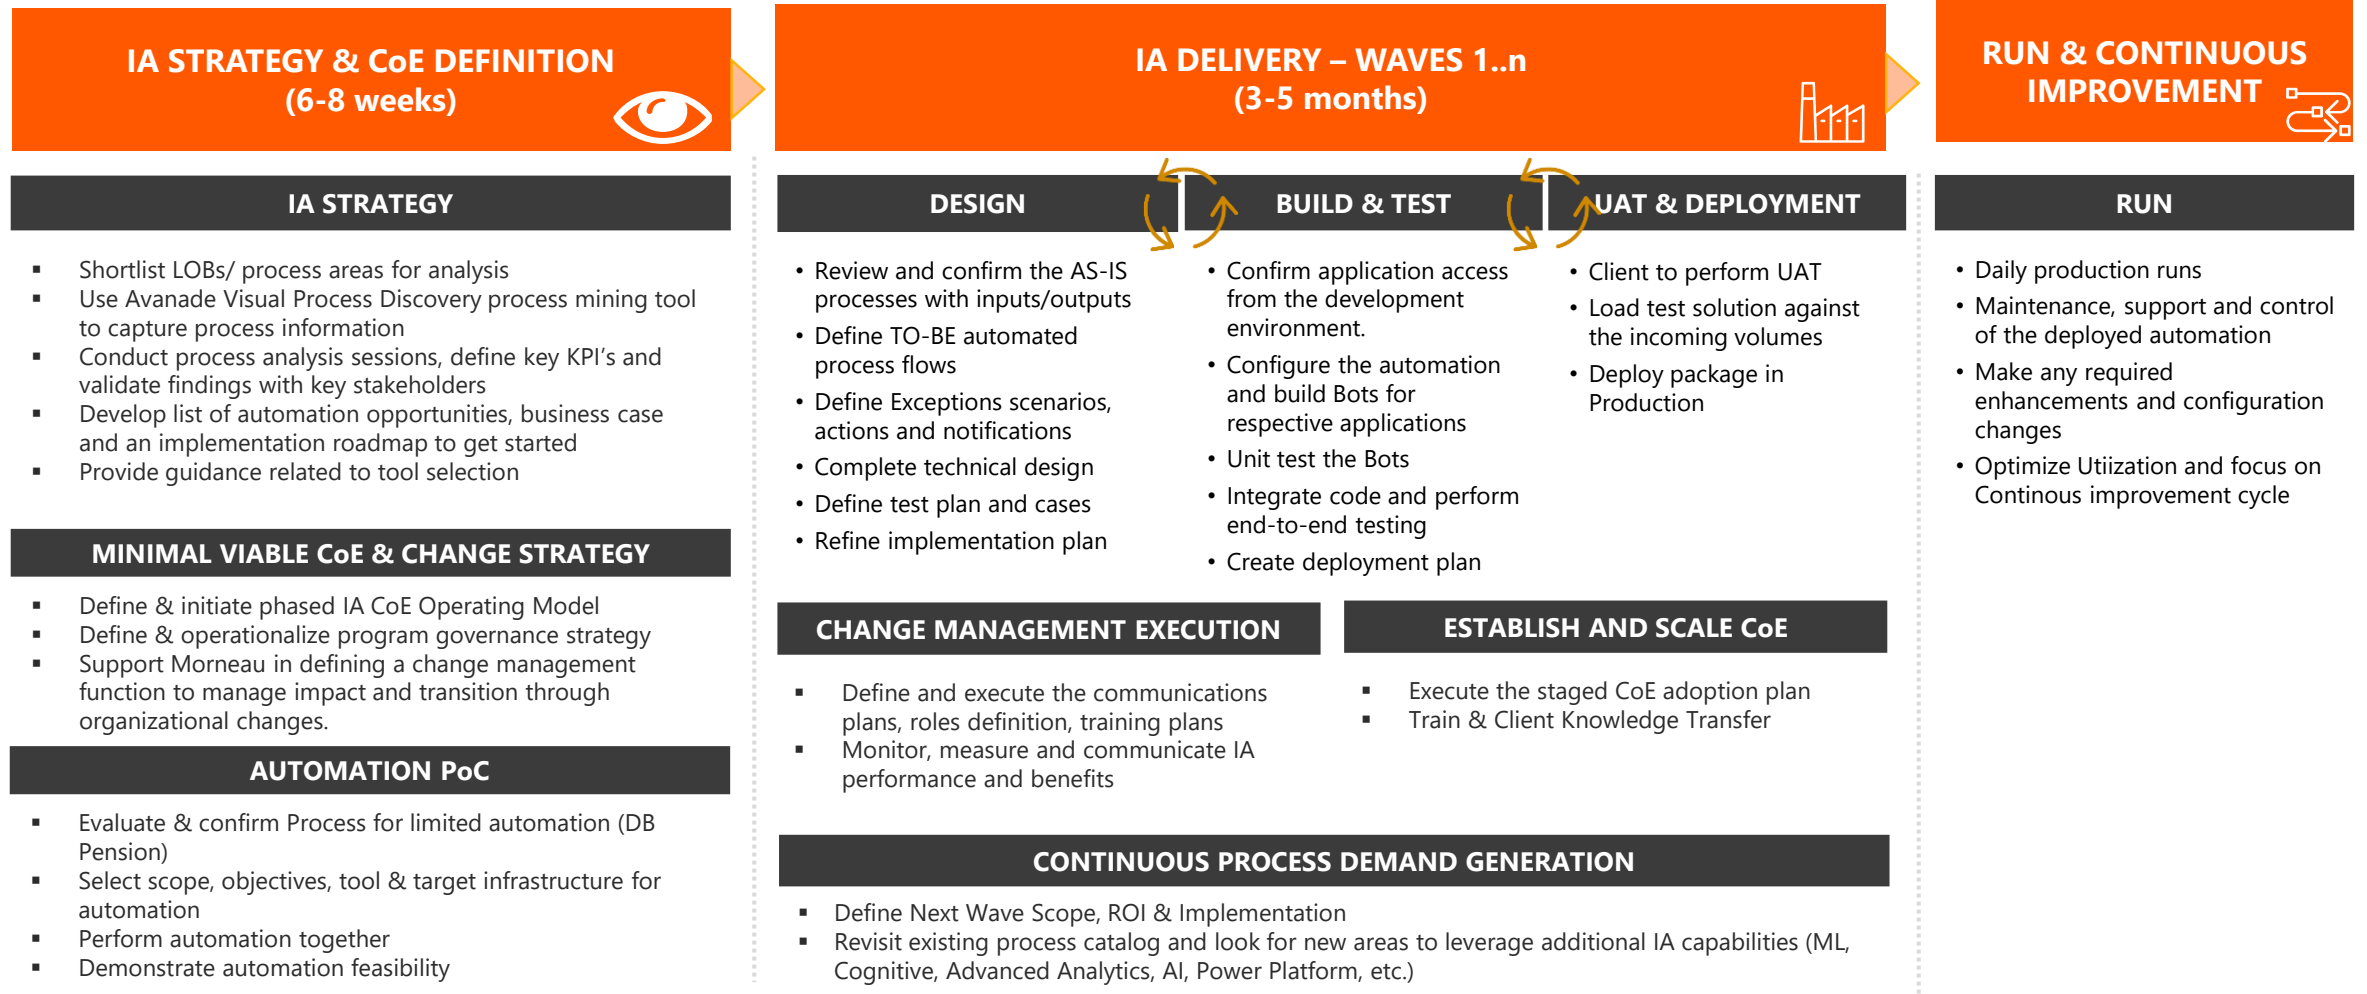 IA STRATEGY & CoE DEFINITION
(6-8 weeks)
IA STRATEGY
▪ Shortlist LOBs/ process areas for analysis
▪ Use Avanade Visual Process Discovery process mining tool
to capture process information
▪ Conduct process analysis sessions, define key KPI’s and
validate findings with key stakeholders
▪ Develop list of automation opportunities, business case
and an implementation roadmap to get started
▪ Provide guidance related to tool selection
MINIMAL VIABLE CoE & CHANGE STRATEGY
▪ Define & initiate phased IA CoE Operating Model
▪ Define & operationalize program governance strategy
▪ Support Morneau in defining a change management
function to manage impact and transition through
organizational changes.
AUTOMATION PoC
▪ Evaluate & confirm Process for limited automation (DB
Pension)
▪ Select scope, objectives, tool & target infrastructure for
automation
▪ Perform automation together
▪ Demonstrate automation feasibility
IA DELIVERY – WAVES 1..n
(3-5 months)
DESIGN
• Review and confirm the AS-IS
processes with inputs/outputs
• Define TO-BE automated
process flows
• Define Exceptions scenarios,
actions and notifications
• Complete technical design
• Define test plan and cases
• Refine implementation plan
BUILD & TEST
• Confirm application access
from the development
environment.
• Configure the automation
and build Bots for
respective applications
• Unit test the Bots
• Integrate code and perform
end-to-end testing
• Create deployment plan
UAT & DEPLOYMENT
• Client to perform UAT
• Load test solution against
the incoming volumes
• Deploy package in
Production
CHANGE MANAGEMENT EXECUTION
▪ Define and execute the communications
plans, roles definition, training plans
▪ Monitor, measure and communicate IA
performance and benefits
ESTABLISH AND SCALE CoE
▪ Execute the staged CoE adoption plan
▪ Train & Client Knowledge Transfer
CONTINUOUS PROCESS DEMAND GENERATION
▪ Define Next Wave Scope, ROI & Implementation
▪ Revisit existing process catalog and look for new areas to leverage additional IA capabilities (ML,
Cognitive, Advanced Analytics, AI, Power Platform, etc.)
RUN & CONTINUOUS
IMPROVEMENT
RUN
• Daily production runs
• Maintenance, support and control
of the deployed automation
• Make any required
enhancements and configuration
changes
• Optimize Utiization and focus on
Continous improvement cycle